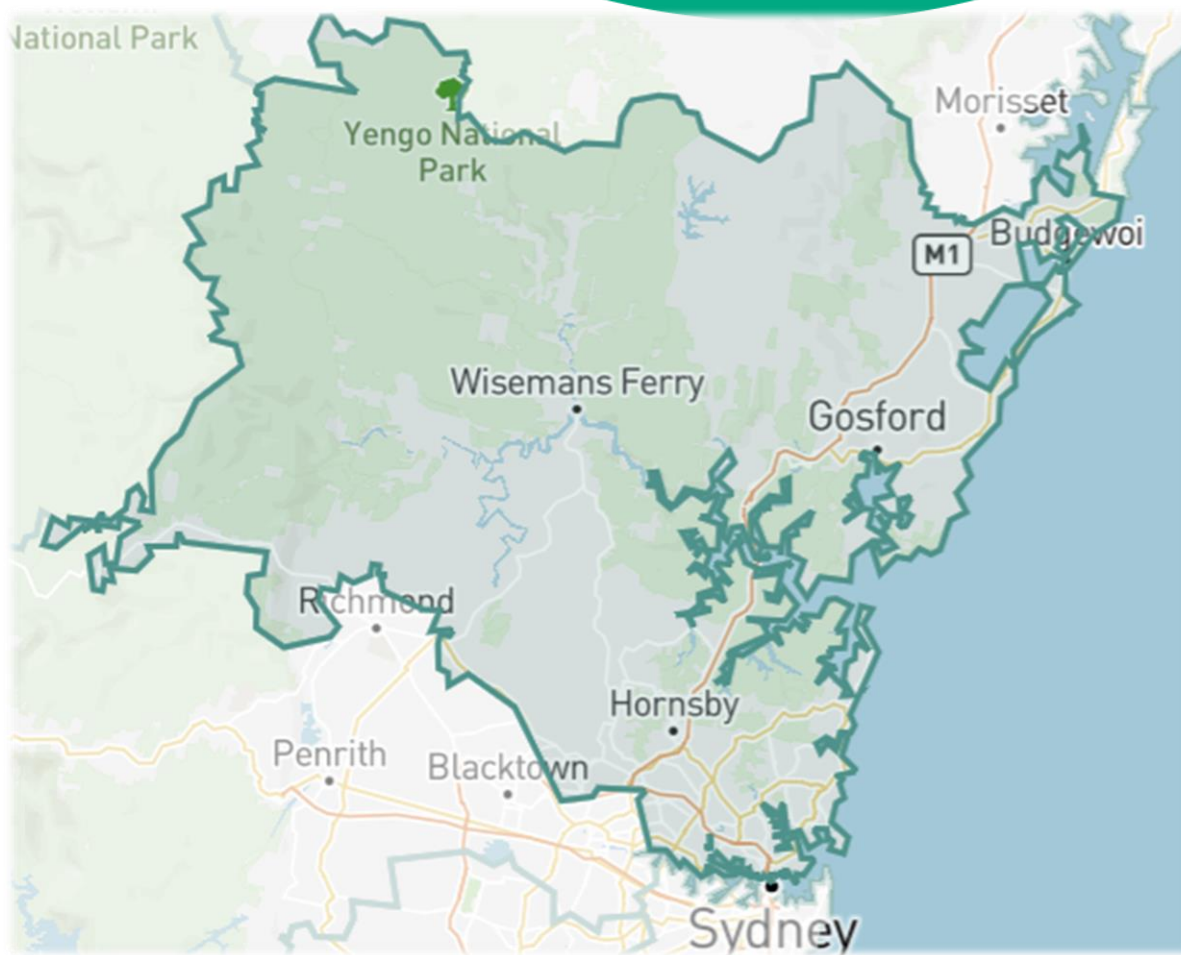 National Park
Morisset
Yengo National
Park
Budgewoi
M1
Wisemans Ferry
Gosford
Richmond
Hornsby
Penrith
Blacktown
Sydney